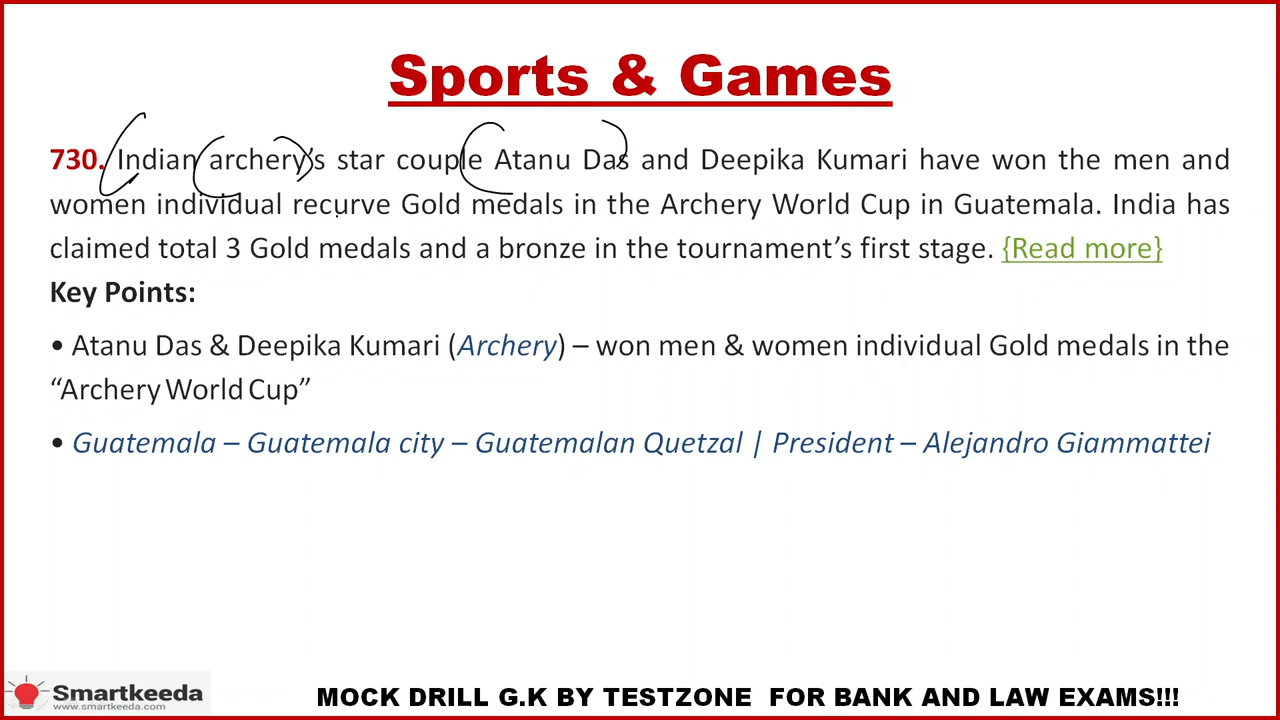 Sports & Games
730. Indian archery's star couple Atanu Das and Deepika Kumari have won the men and
women individual recurve Gold medals in the Archery World Cup in Guatemala. India has
claimed total 3 Gold medals and a bronze in the tournament's first stage. {Read more}
Key Points:
• Atanu Das & Deepika Kumari (Archery) – won men & women individual Gold medals in the
“Archery World Cup”
• Guatemala – Guatemala city – Guatemalan Quetzal | President – Alejandro Giammattei
Smartkeeda
www.smartkeeda.com
MOCK DRILL G.K BY TESTZONE FOR BANK AND LAW EXAMS!!!